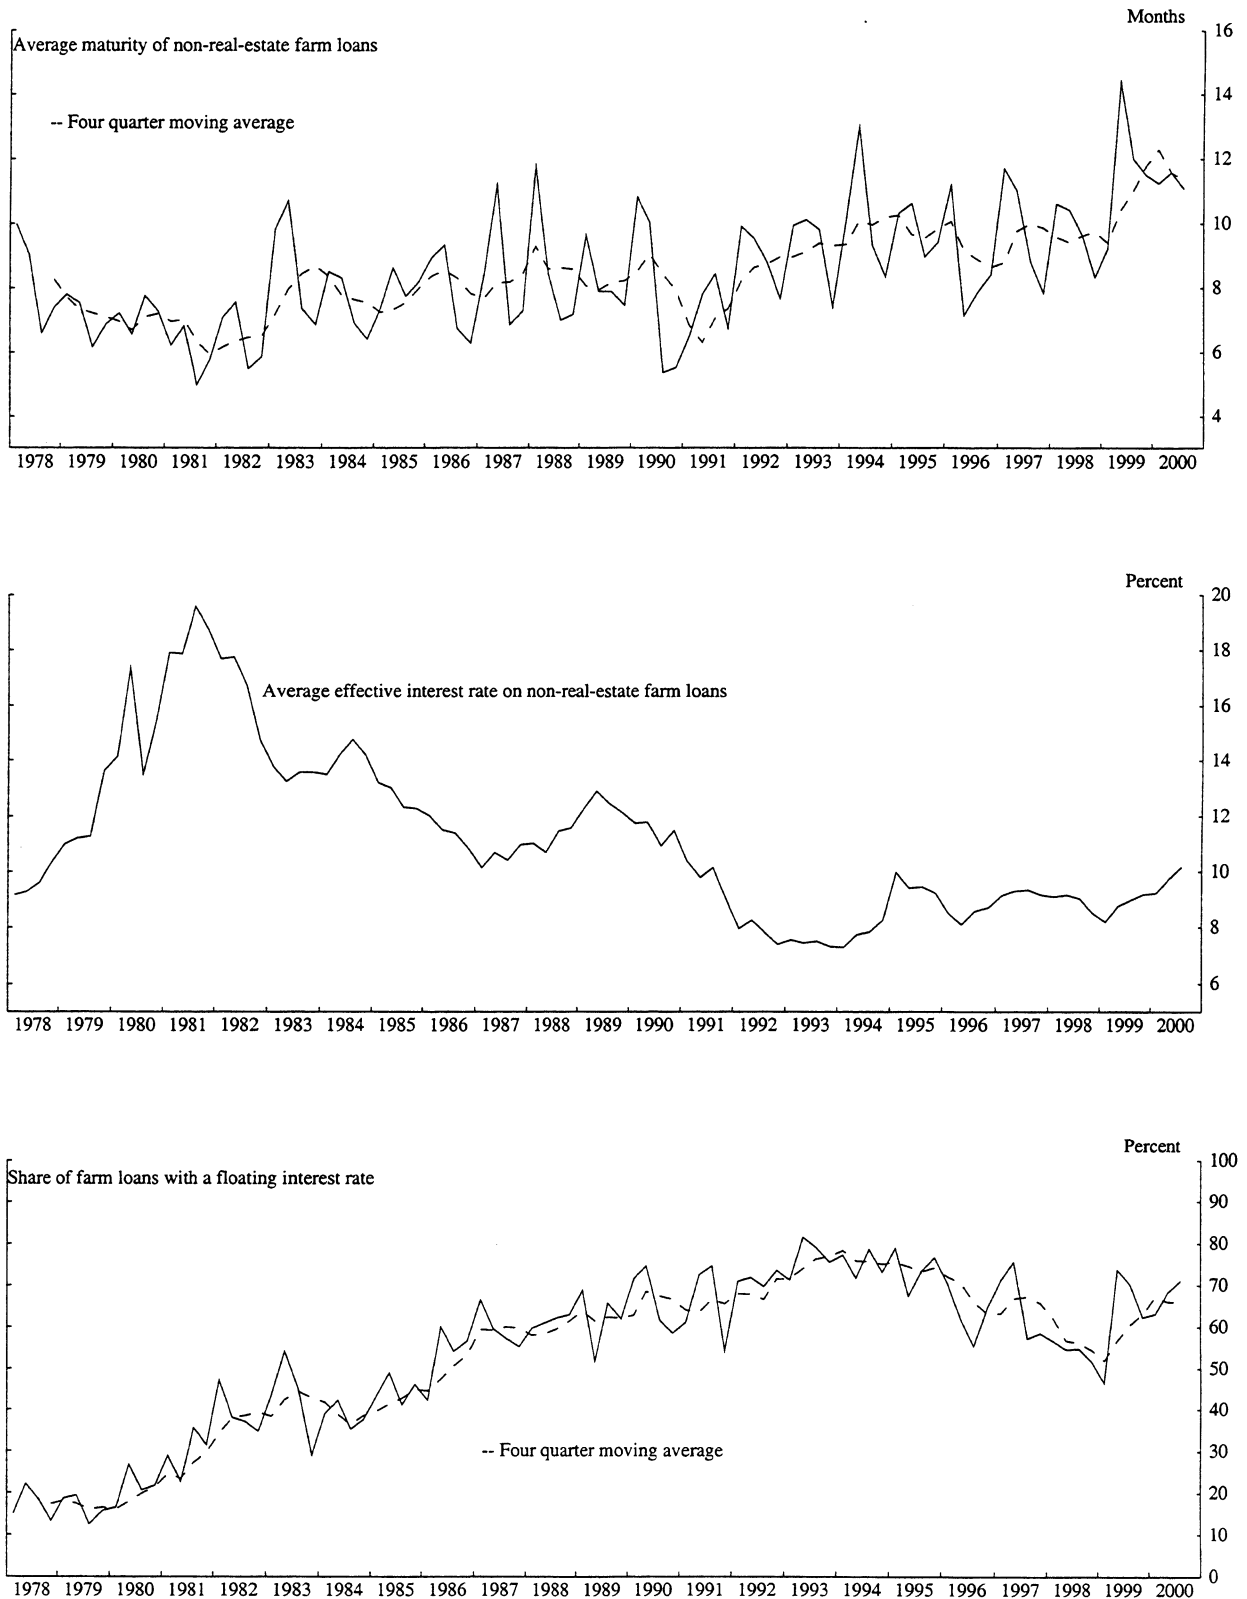 Months
16
Average maturity of non-real-estate farm loans
14
-- Four quarter moving average
12
10
8
6
4
1978 1979 1980 1981 1982 1983 1984 1985 1986 1987 1988 1989 1990 1991 1992 1993 1994 1995 1996 1997 1998 1999 2000
Percent
20
18
Average effective interest rate on non-real-estate farm loans
16
14
12
10
8
6
1978 1979 1980 1981 1982 1983 1984 1985 1986 1987 1988 1989 1990 1991 1992 1993 1994 1995 1996 1997 1998 1999 2000
Percent
100
Share of farm loans with a floating interest rate
90
80
70
60
50
40
-- Four quarter moving average
30
20
10
0
1978 1979 1980 1981 1982 1983 1984 1985 1986 1987 1988 1989 1990 1991 1992 1993 1994 1995 1996 1997 1998 1999 2000